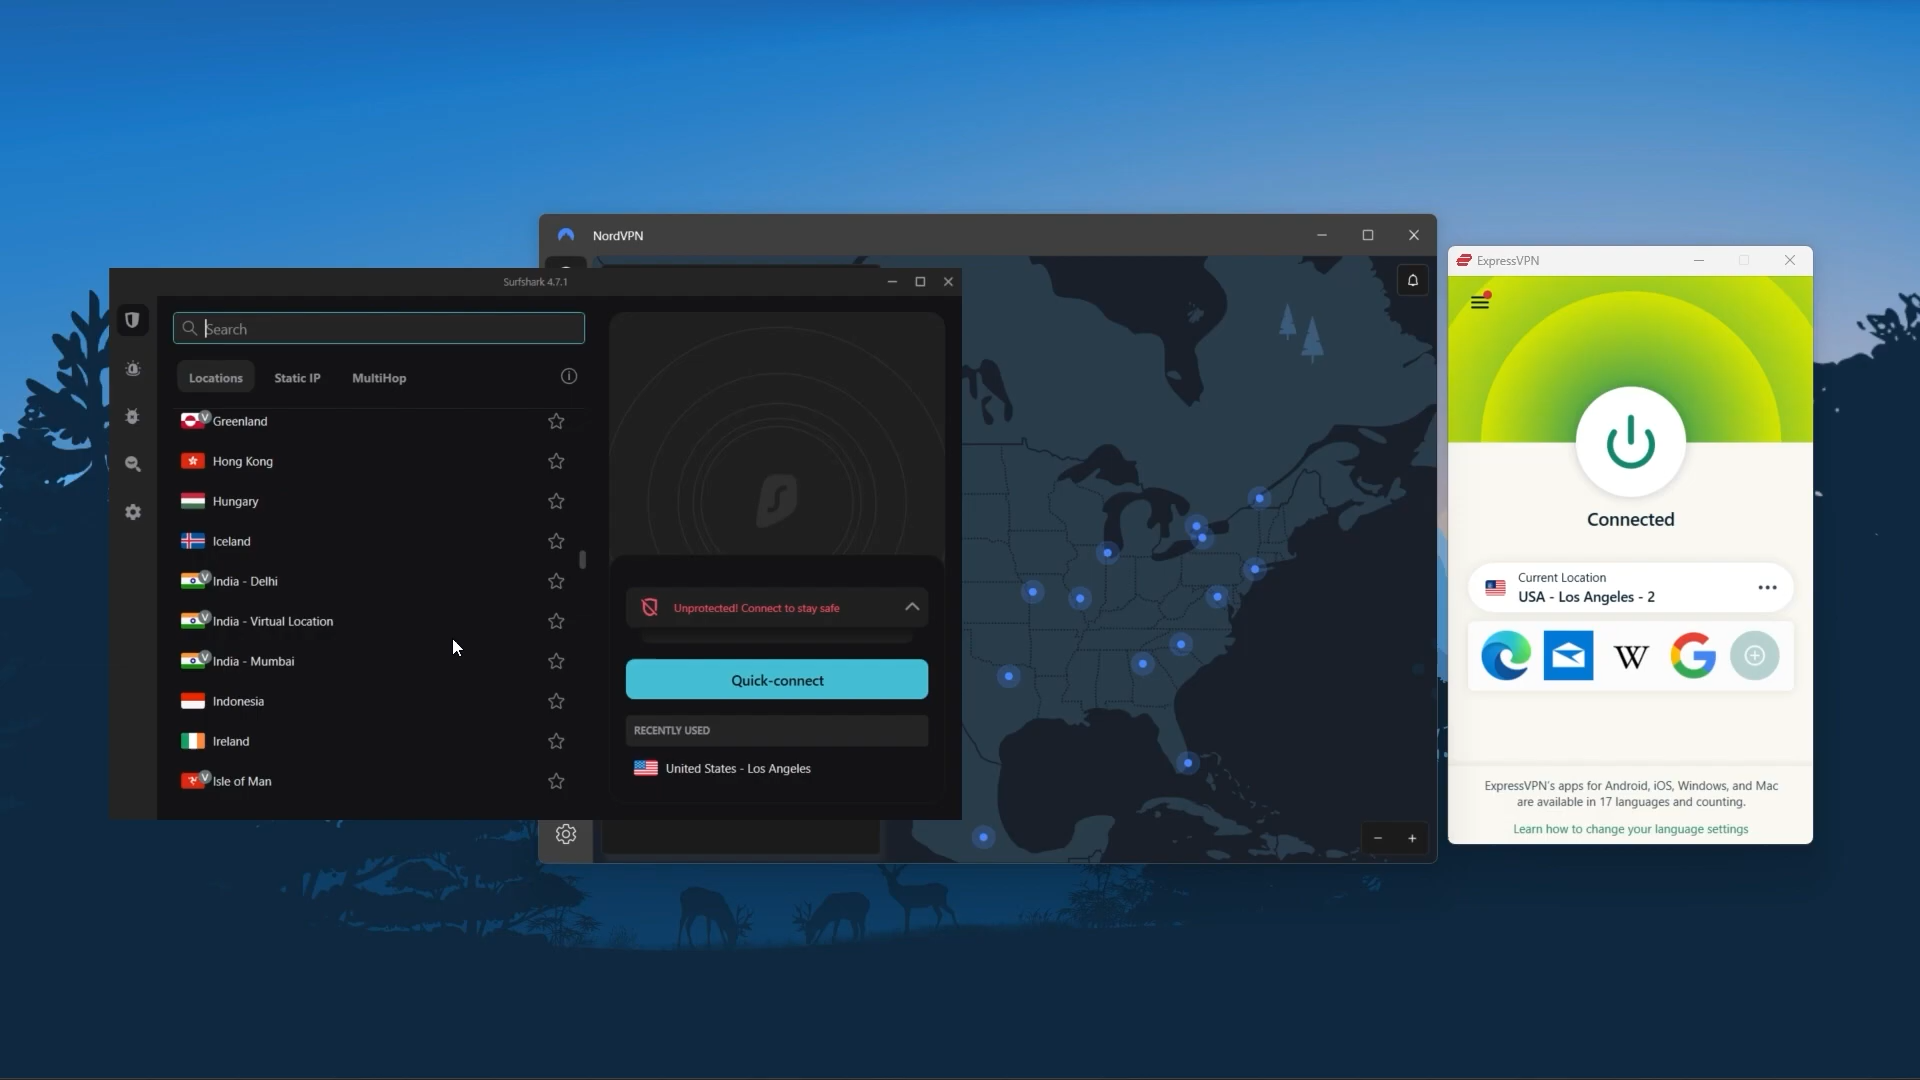 NordVPN
Surfshark 4.7.1
Search
Locations
Static IP
MultiHop
V Greenland
Hong Kong
Hungary
Iceland
V India - Delhi
V India - Virtual Location
V India - Mumbai
Indonesia
Ireland
V Isle of Man
Unprotected! Connect to stay safe
Quick-connect
RECENTLY USED
United States - Los Angeles
ExpressVPN
Connected
Current Location
USA - Los Angeles - 2
W
G
ExpressVPN's apps for Android, iOS, Windows, and Mac
are available in 17 languages and counting.
Learn how to change your language settings